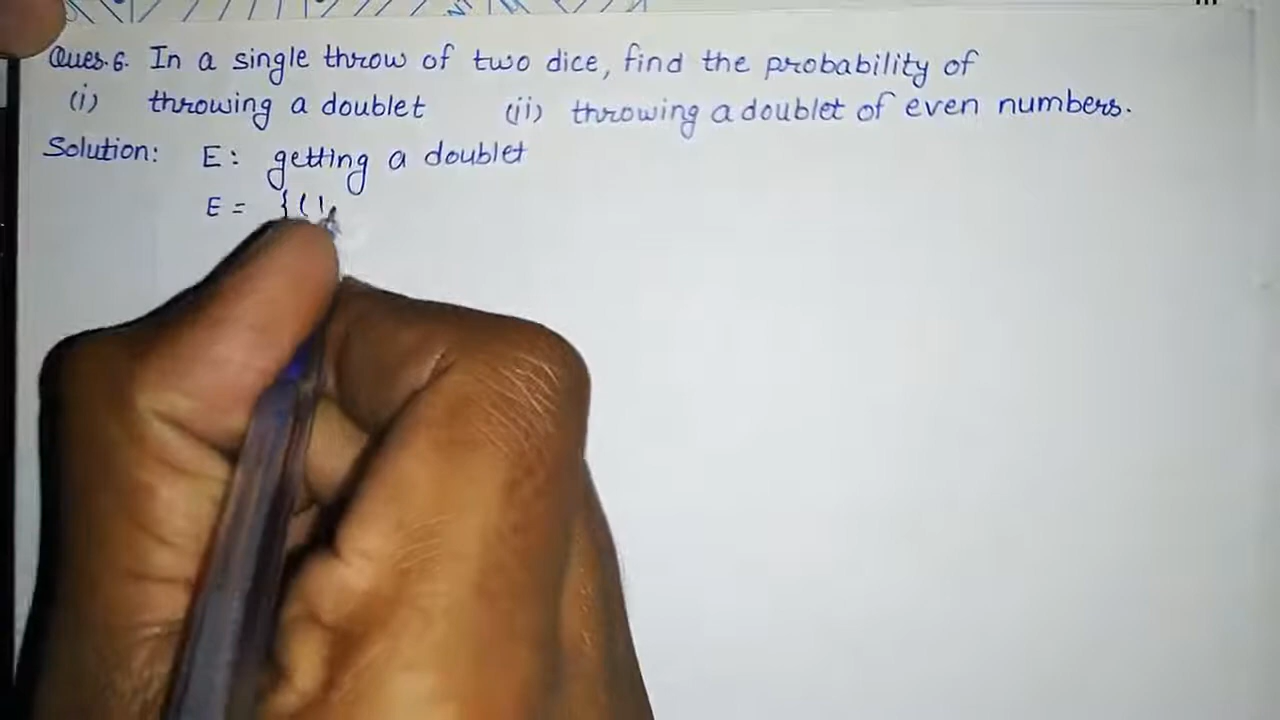 Ques.6. In a single throw of two dice, find the probability of
(i) throwing a doublet (ii) throwing a doublet of even numbers.
Solution: E: getting a doublet
E = {(1,